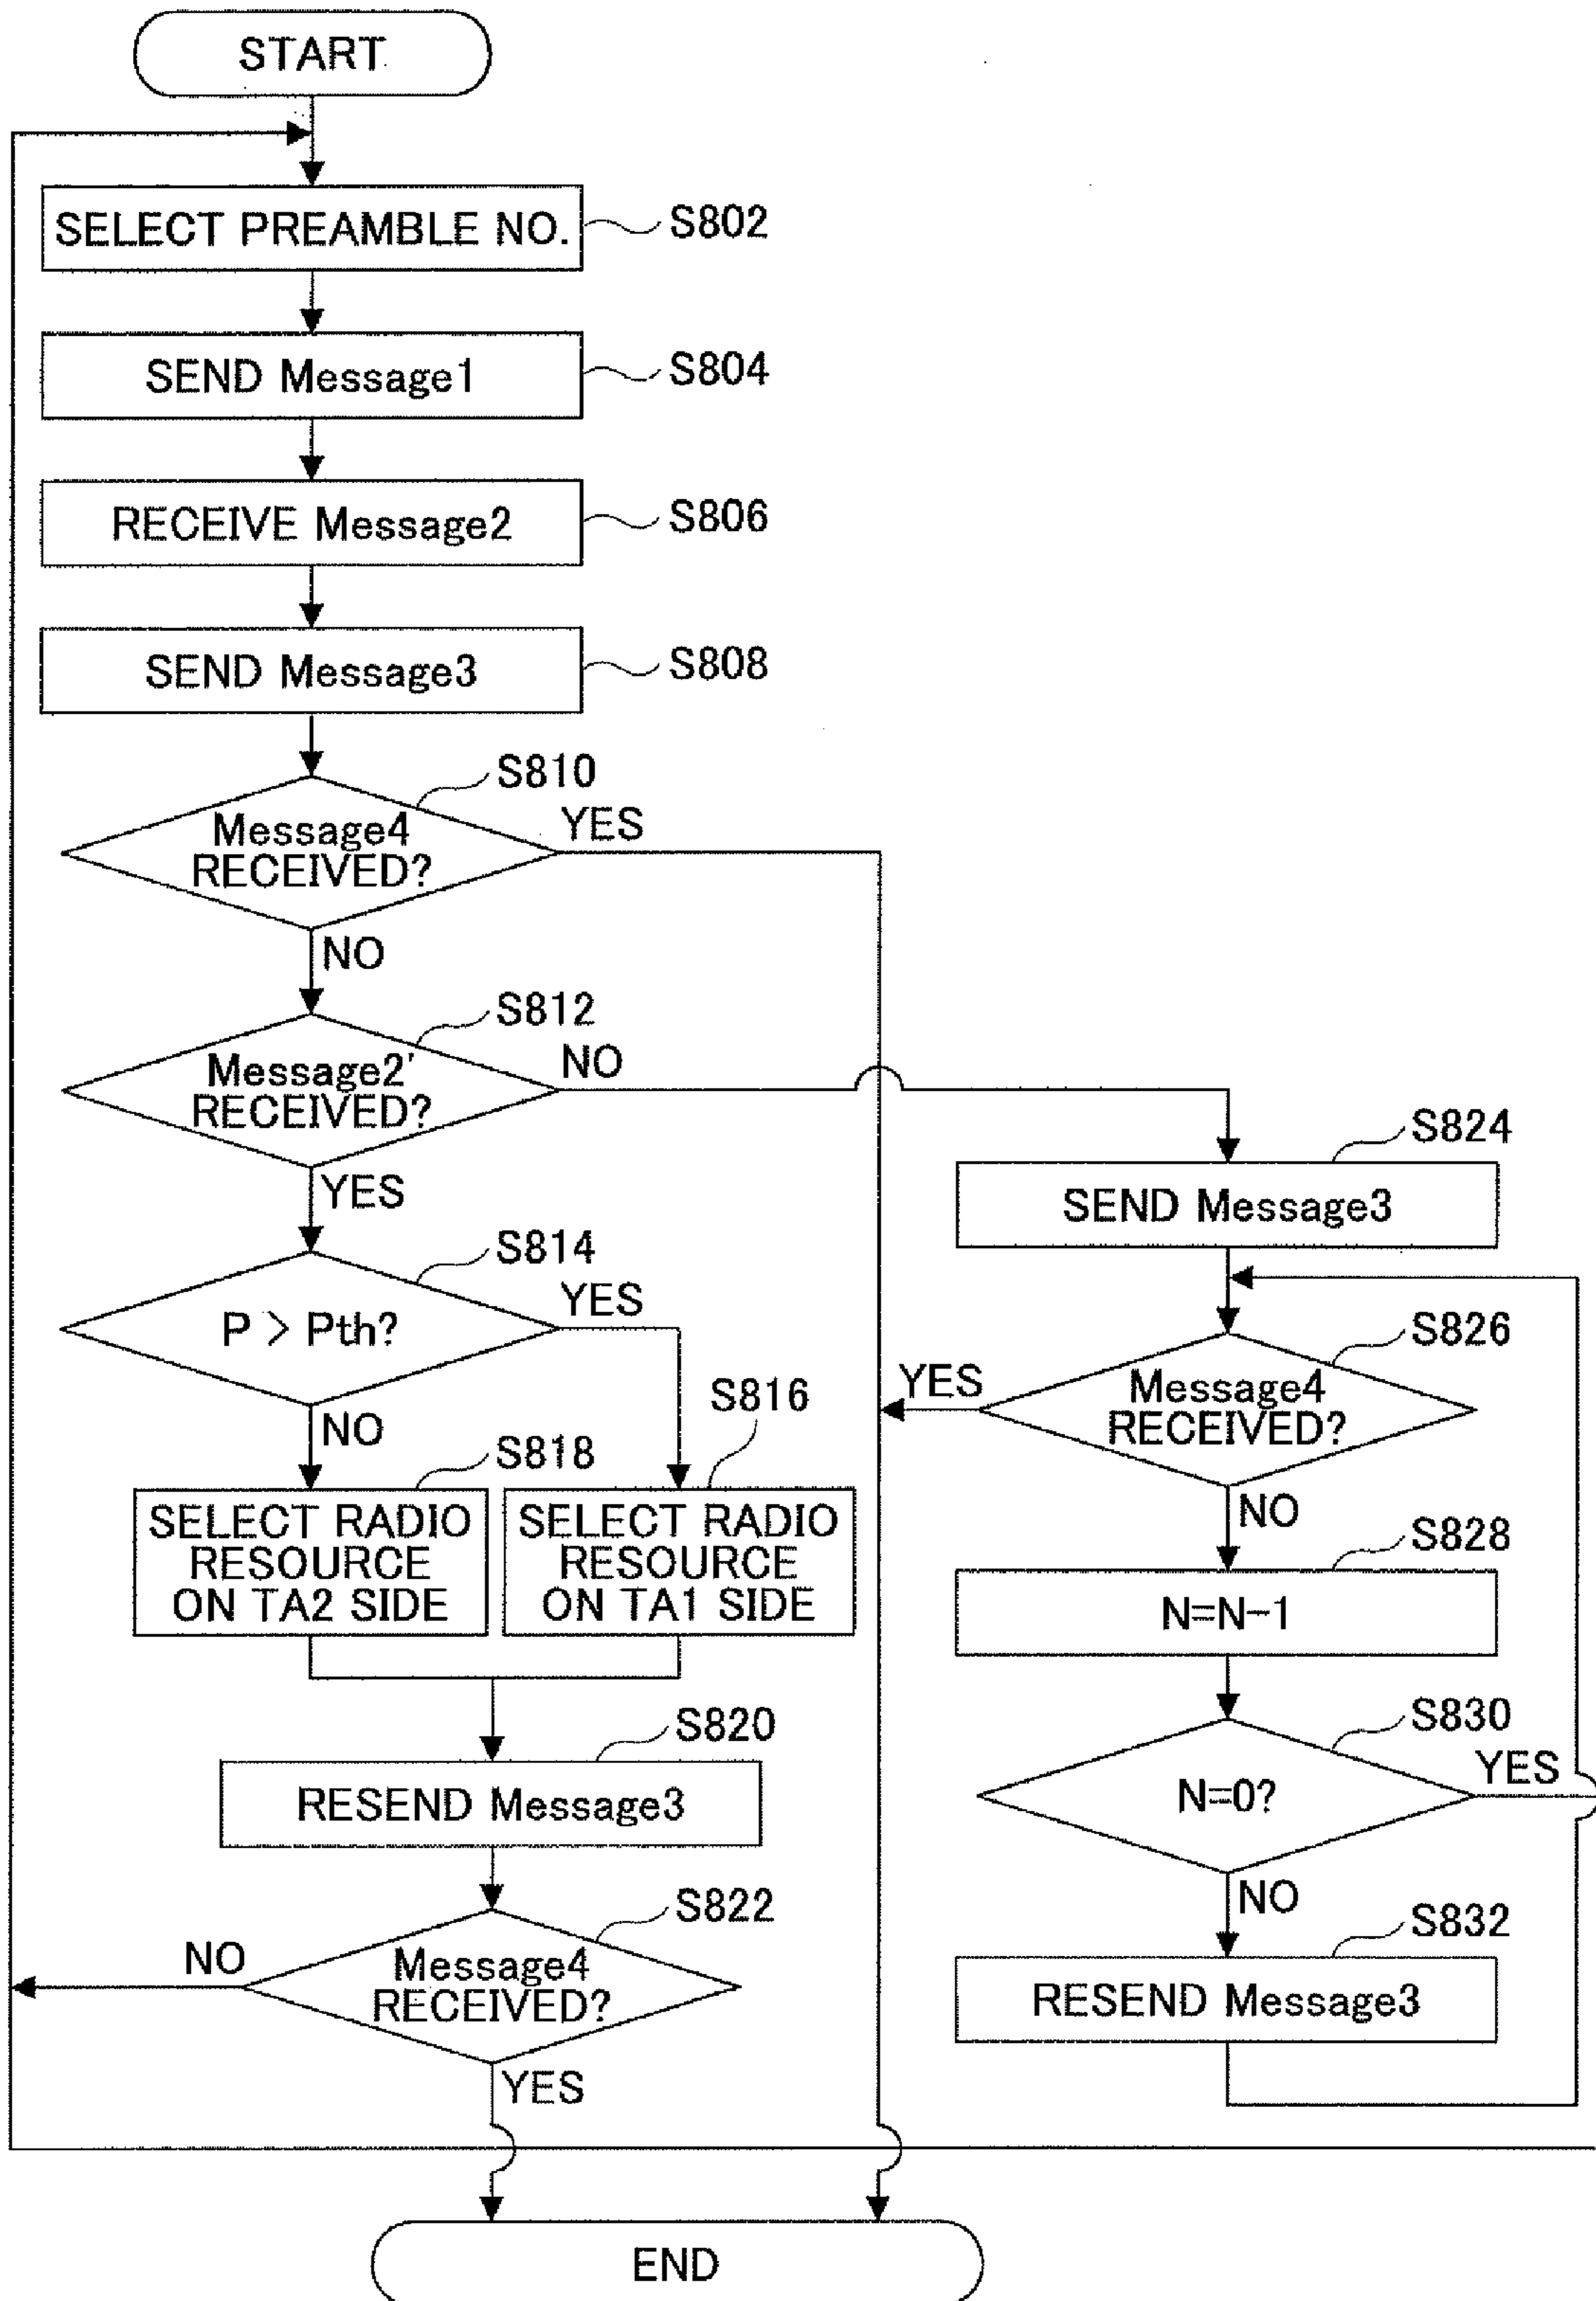 START
SELECT PREAMBLE NO.
S802
SEND Message1
S804
RECEIVE Message2
S806
SEND Message3
S808
S810
Message4
RECEIVED?
YES
NO
S812
Message2'
RECEIVED?
NO
YES
S814
P > Pth?
YES
NO
S816
S818
SELECT RADIO
RESOURCE
ON TA2 SIDE
SELECT RADIO
RESOURCE
ON TA1 SIDE
S820
RESEND Message3
S822
Message4
RECEIVED?
NO
YES
S824
SEND Message3
S826
Message4
RECEIVED?
YES
NO
S828
N=N-1
S830
N=0?
YES
NO
S832
RESEND Message3
END